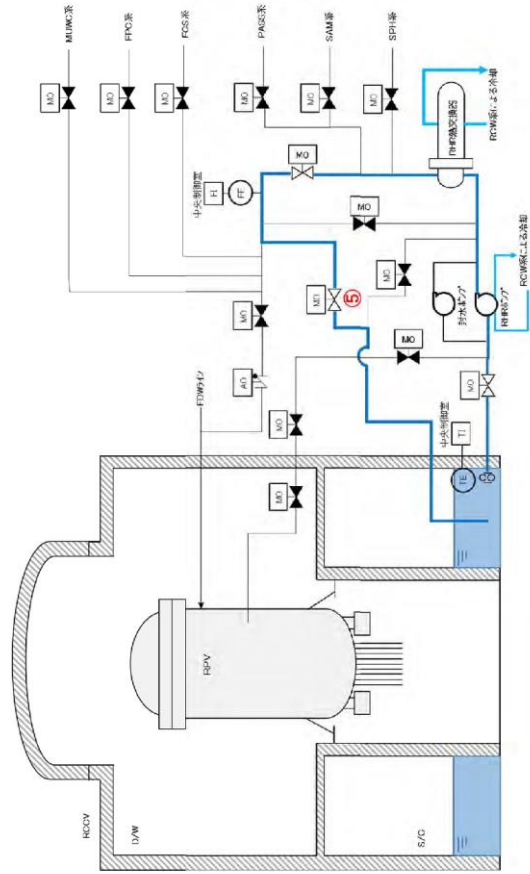 MUWC系
FPC系
FCS系
PASS系
SAM系
SPH系
MO
MO
MO
MO
MO
MO
FI
中央制御室
FE
MO
MO
RHR熱交換器
RCW系による冷却
MO
⑤
MO
MO
封水ポンプ
RHRポンプ
RCW系による冷却
MO
AO
FDWライン
MO
MO
MO
中央制御室
TI
TE
MO
RPV
RCCV
D/W
S/C